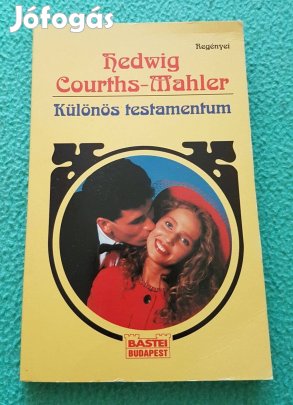 Jófogás
Regényei
Hedwig
Courths-Mahler
Különös testamentum
BASTEI
BUDAPEST